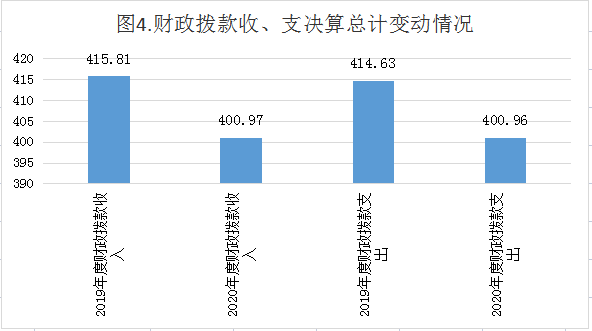 图4.财政拨款收、支决算总计变动情况
420
415
410
405
400
395
390
415.81
400.97
414.63
400.96
2019年度财政拨款收
入
2020年度财政拨款收
入
2019年度财政拨款支
出
2020年度财政拨款支
出